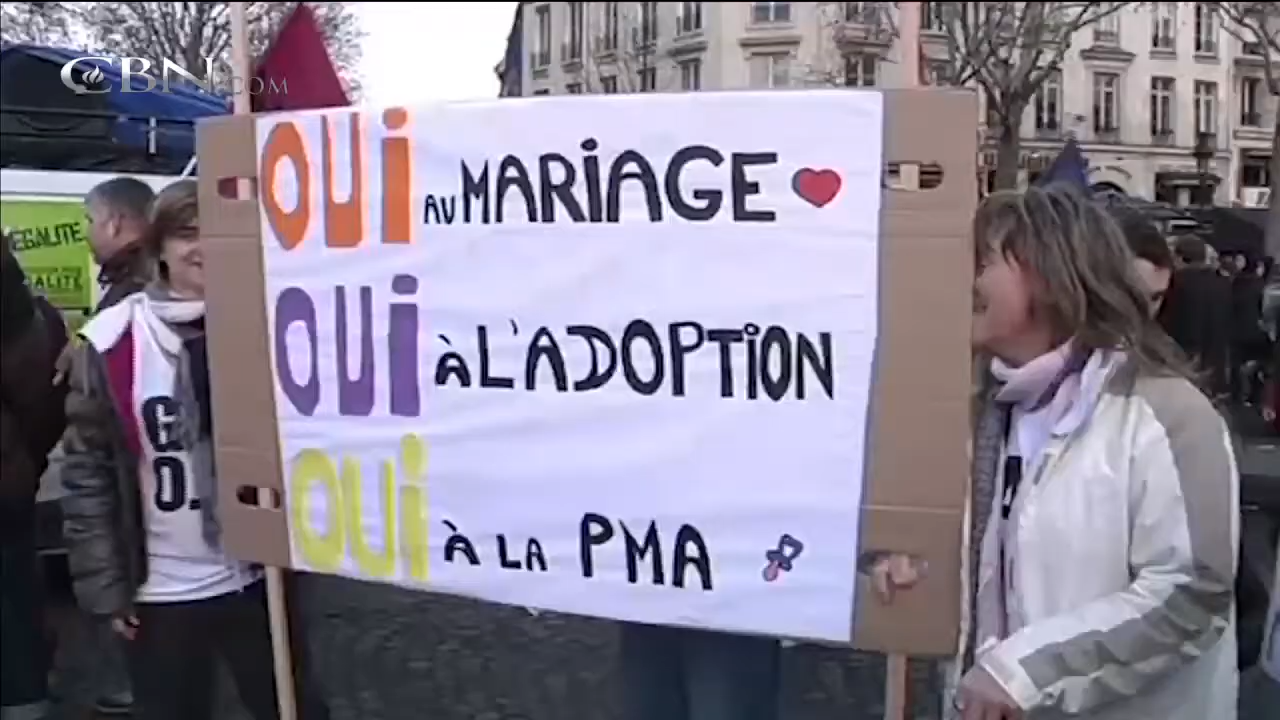 CBN.COM
OUi AU MARiAGE
OUi À L'ADOPTiON
OUi À LA PMA
EGALITE